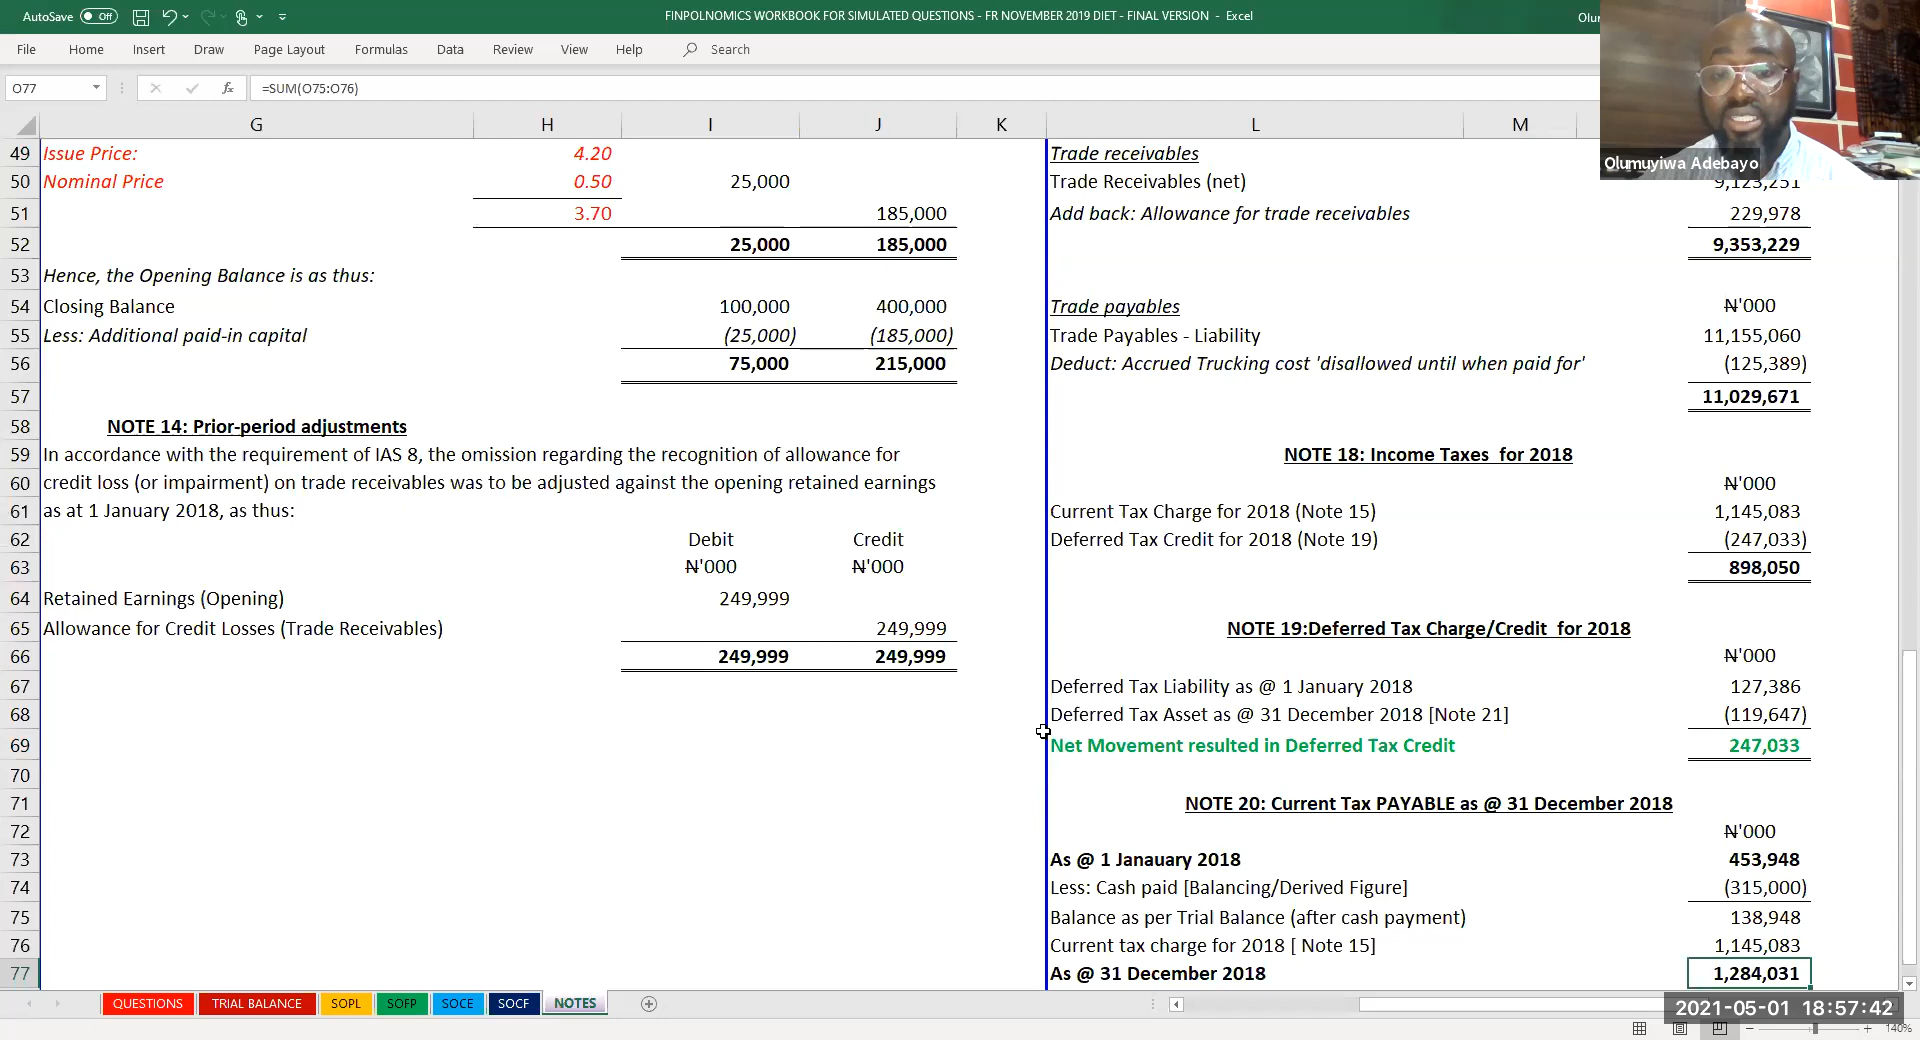 AutoSave Off
FINPOLNOMICS WORKBOOK FOR SIMULATED QUESTIONS - FR NOVEMBER 2019 DIET - FINAL VERSION - Excel
Olur
File Home Insert Draw Page Layout Formulas Data Review View Help Search
O77 fx =SUM(O75:O76)
G H I J K L M
Olumuyiwa Adebayo
49 Issue Price: 4.20 Trade receivables
50 Nominal Price 0.50 25,000 Trade Receivables (net) 9,123,251
51 3.70 185,000 Add back: Allowance for trade receivables 229,978
52 25,000 185,000 9,353,229
53 Hence, the Opening Balance is as thus:
54 Closing Balance 100,000 400,000 Trade payables ₦'000
55 Less: Additional paid-in capital (25,000) (185,000) Trade Payables - Liability 11,155,060
56 75,000 215,000 Deduct: Accrued Trucking cost 'disallowed until when paid for' (125,389)
57 11,029,671
58 NOTE 14: Prior-period adjustments
59 In accordance with the requirement of IAS 8, the omission regarding the recognition of allowance for NOTE 18: Income Taxes for 2018
60 credit loss (or impairment) on trade receivables was to be adjusted against the opening retained earnings ₦'000
61 as at 1 January 2018, as thus: Current Tax Charge for 2018 (Note 15) 1,145,083
62 Debit Credit Deferred Tax Credit for 2018 (Note 19) (247,033)
63 ₦'000 ₦'000 898,050
64 Retained Earnings (Opening) 249,999
65 Allowance for Credit Losses (Trade Receivables) 249,999 NOTE 19:Deferred Tax Charge/Credit for 2018
66 249,999 249,999 ₦'000
67 Deferred Tax Liability as @ 1 January 2018 127,386
68 Deferred Tax Asset as @ 31 December 2018 [Note 21] (119,647)
69 Net Movement resulted in Deferred Tax Credit 247,033
70
71 NOTE 20: Current Tax PAYABLE as @ 31 December 2018
72 ₦'000
73 As @ 1 Janauary 2018 453,948
74 Less: Cash paid [Balancing/Derived Figure] (315,000)
75 Balance as per Trial Balance (after cash payment) 138,948
76 Current tax charge for 2018 [ Note 15] 1,145,083
77 As @ 31 December 2018 1,284,031
QUESTIONS TRIAL BALANCE SOPL SOFP SOCE SOCF NOTES
2021-05-01 18:57:42
140%